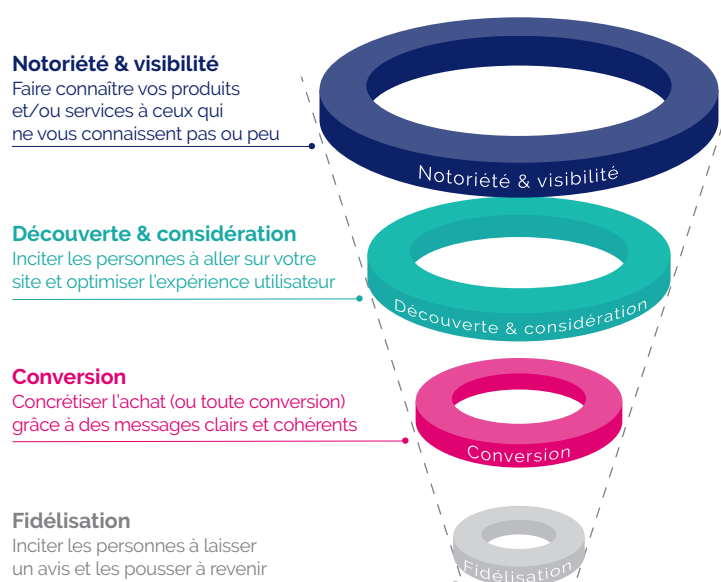 Notoriété & visibilité
Faire connaître vos produits
et/ou services à ceux qui
ne vous connaissent pas ou peu
Notoriété & visibilité
Découverte & considération
Inciter les personnes à aller sur votre
site et optimiser l'expérience utilisateur
Découverte & considération
Conversion
Concrétiser l'achat (ou toute conversion)
grâce à des messages clairs et cohérents
Conversion
Fidélisation
Inciter les personnes à laisser
un avis et les pousser à revenir
Fidélisation